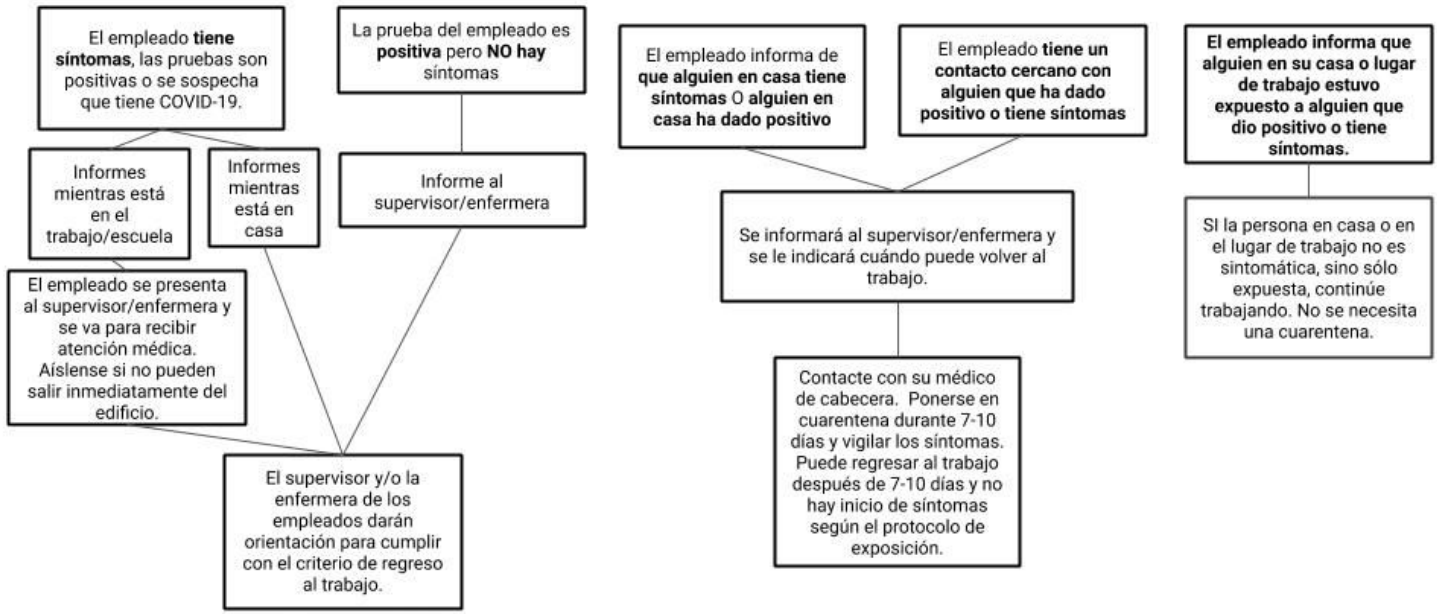 El empleado tiene
síntomas, las pruebas son
positivas o se sospecha
que tiene COVID-19.
La prueba del empleado es
positiva pero NO hay
síntomas
El empleado informa de
que alguien en casa tiene
síntomas O alguien en
casa ha dado positivo
El empleado tiene un
contacto cercano con
alguien que ha dado
positivo o tiene síntomas
El empleado informa que
alguien en su casa o lugar
de trabajo estuvo
expuesto a alguien que
dio positivo o tiene
síntomas.
Informes
mientras está
en el
trabajo/escuela
Informes
mientras
está en
casa
Informe al
supervisor/enfermera
Se informará al supervisor/enfermera y
se le indicará cuándo puede volver al
trabajo.
SI la persona en casa o en
el lugar de trabajo no es
sintomática, sino sólo
expuesta, continúe
trabajando. No se necesita
una cuarentena.
El empleado se presenta
al supervisor/enfermera y
se va para recibir
atención médica.
Aíslense si no pueden
salir inmediatamente del
edificio.
Contacte con su médico
de cabecera. Ponerse en
cuarentena durante 7-10
días y vigilar los síntomas.
Puede regresar al trabajo
después de 7-10 días y no
hay inicio de síntomas
según el protocolo de
exposición.
El supervisor y/o la
enfermera de los
empleados darán
orientación para cumplir
con el criterio de regreso
al trabajo.